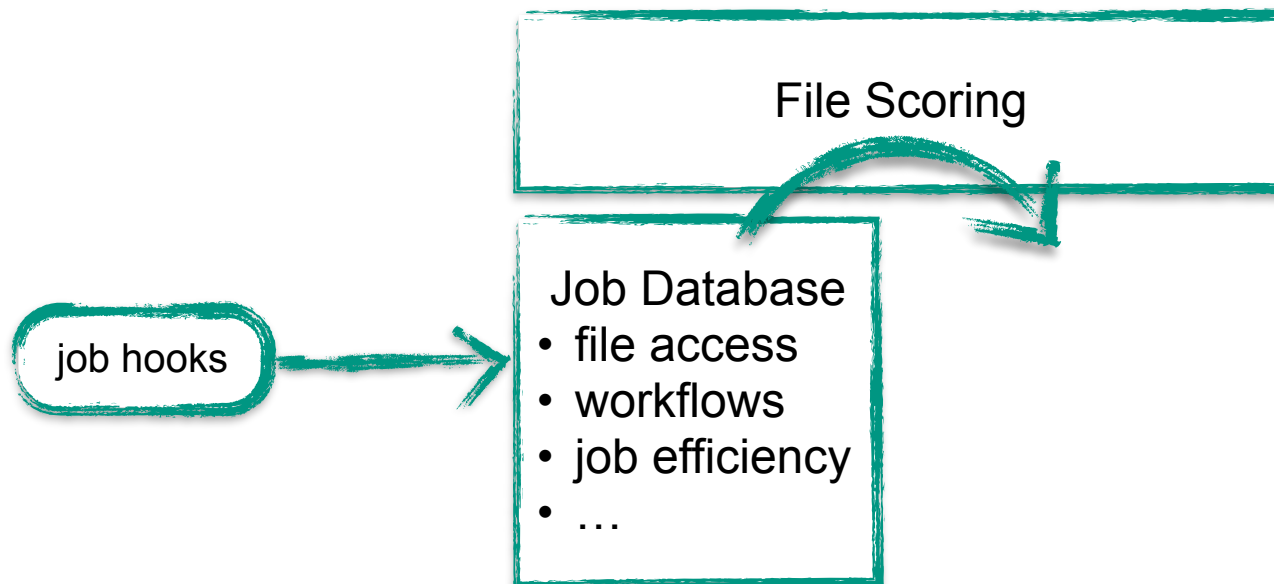 File Scoring
job hooks
Job Database
• file access
• workflows
• job efficiency
• …